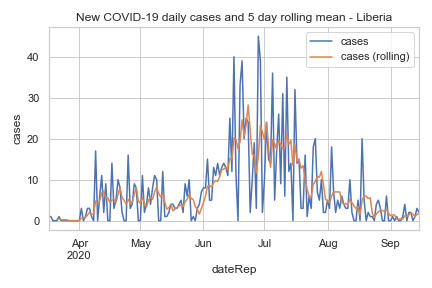 New COVID-19 daily cases and 5 day rolling mean - Liberia
cases
cases (rolling)
cases
40
30
20
10
0
Apr
2020
May
Jun
Jul
Aug
Sep
dateRep